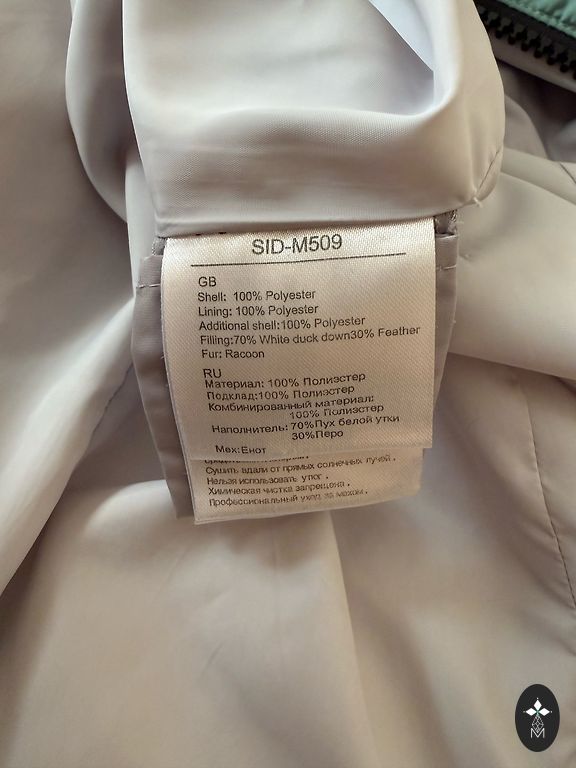 SID-M509
GB
Shell: 100% Polyester
Lining: 100% Polyester
Additional shell:100% Polyester
Filling:70% White duck down30% Feather
Fur: Racoon
RU
Материал: 100% Полиэстер
Подклад:100% Полиэстер
Комбинированный материал:
100% Полиэстер
Наполнитель: 70%Пух белой утки
30%Перо
Мех:Енот
Сушить вдали от прямых солнечных лучей.
Нельзя использовать утюг.
Химическая чистка запрещена.
Профессиональный уход за мехом.
M